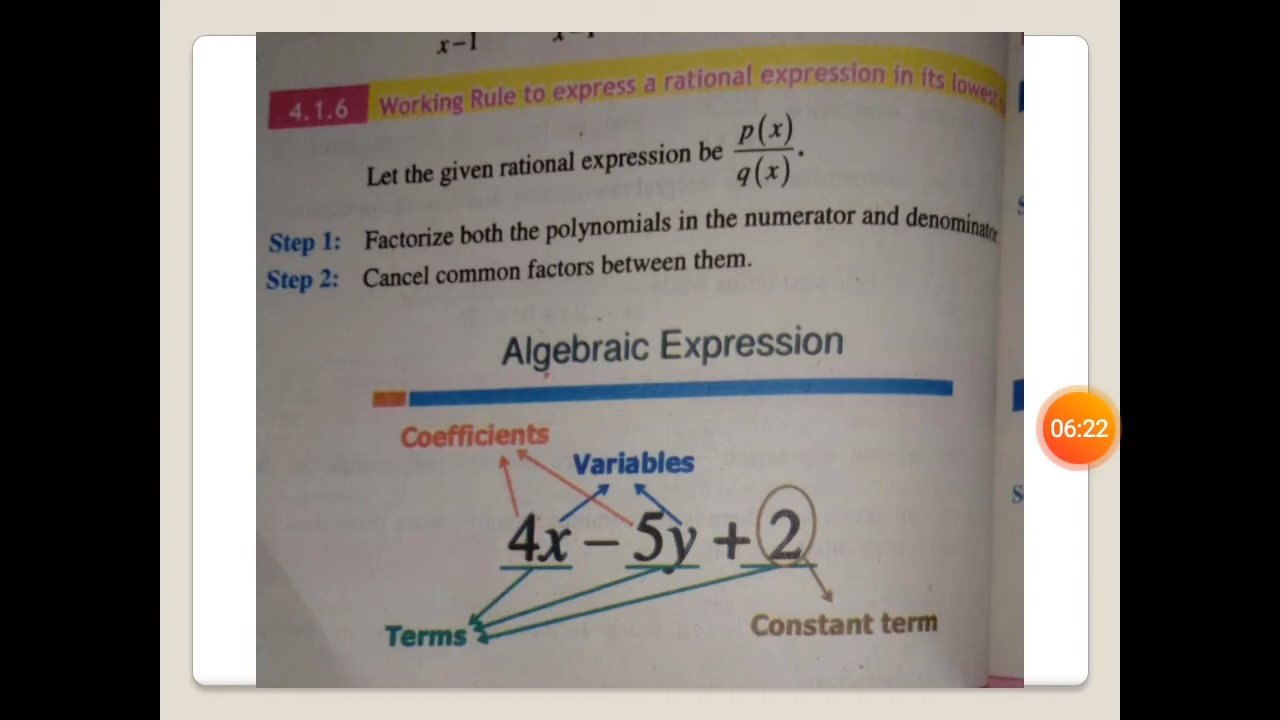 x-1
4.1.6 Working Rule to express a rational expression in its lowest
Let the given rational expression be p(x)/q(x).
Step 1: Factorize both the polynomials in the numerator and denominator
Step 2: Cancel common factors between them.
Algebraic Expression
Coefficients
Variables
4x - 5y + 2
Terms
Constant term
06:22